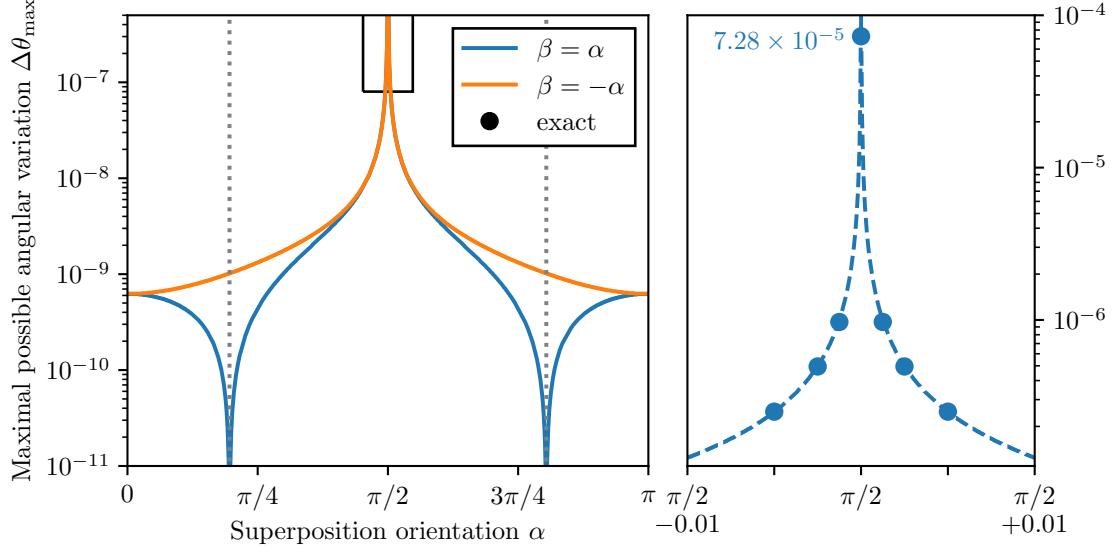 Maximal possible angular variation Δθmax
10⁻⁷
10⁻⁸
10⁻⁹
10⁻¹⁰
10⁻¹¹
β = α
β = −α
exact
0
π/4
π/2
3π/4
π
Superposition orientation α
7.28 × 10⁻⁵
10⁻⁴
10⁻⁵
10⁻⁶
π/2
−0.01
π/2
π/2
+0.01